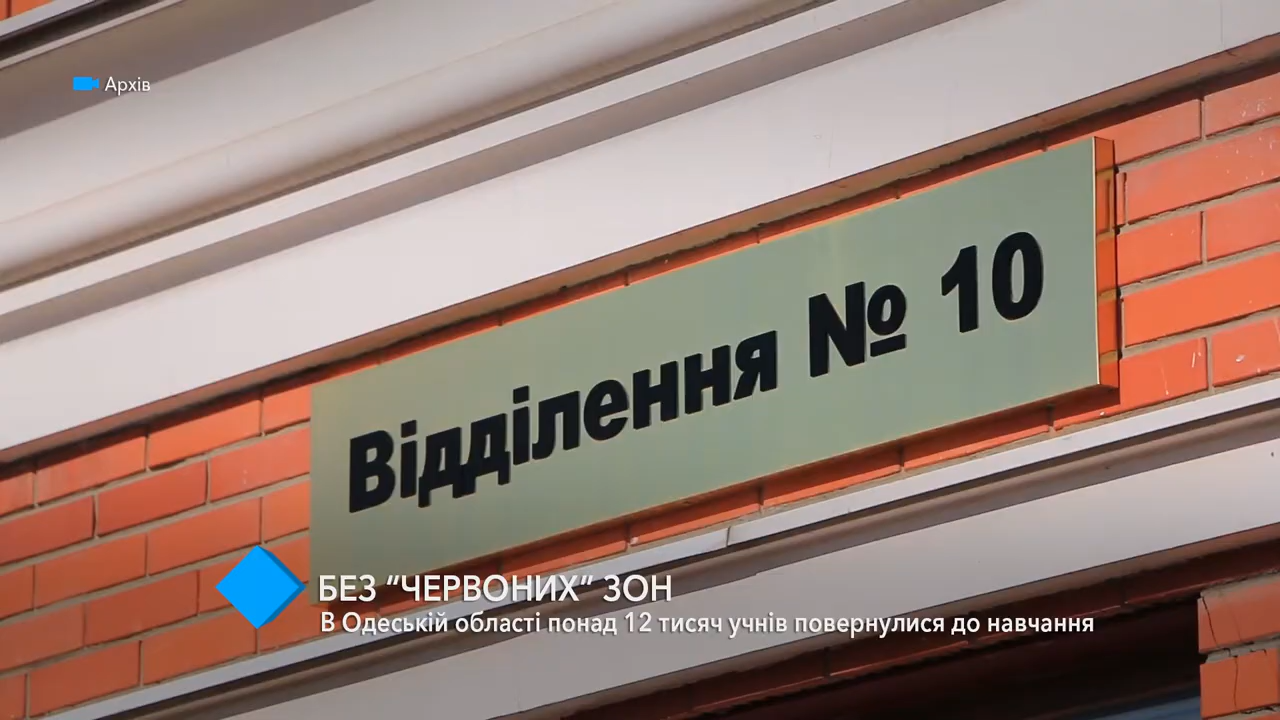 Архів
Відділення № 10
БЕЗ “ЧЕРВОНИХ” ЗОН
В Одеській області понад 12 тисяч учнів повернулися до навчання